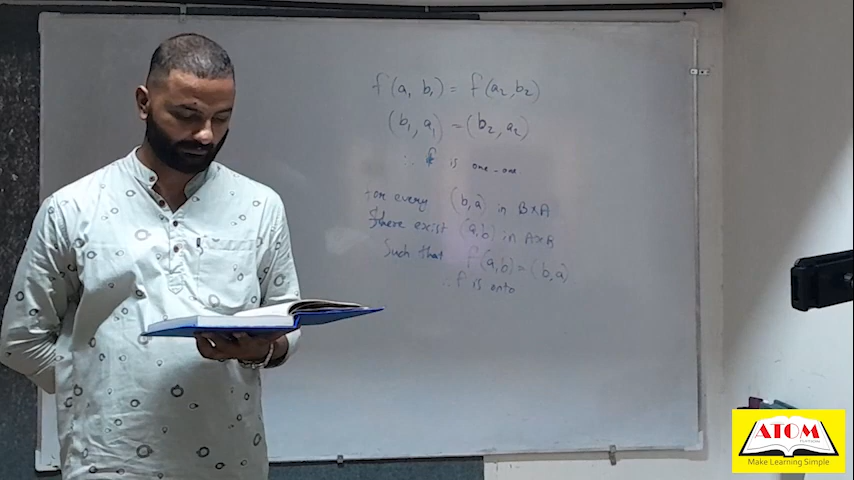 f(a, b₁) = f(a₂, b₂)
(b₁, a₁) = (b₂, a₂)
∴ f is one-one
For every (b,a) in B×A
there exist (a,b) in A×B
Such that f(a,b) = (b,a)
∴ f is onto
ATOM
Make Learning Simple